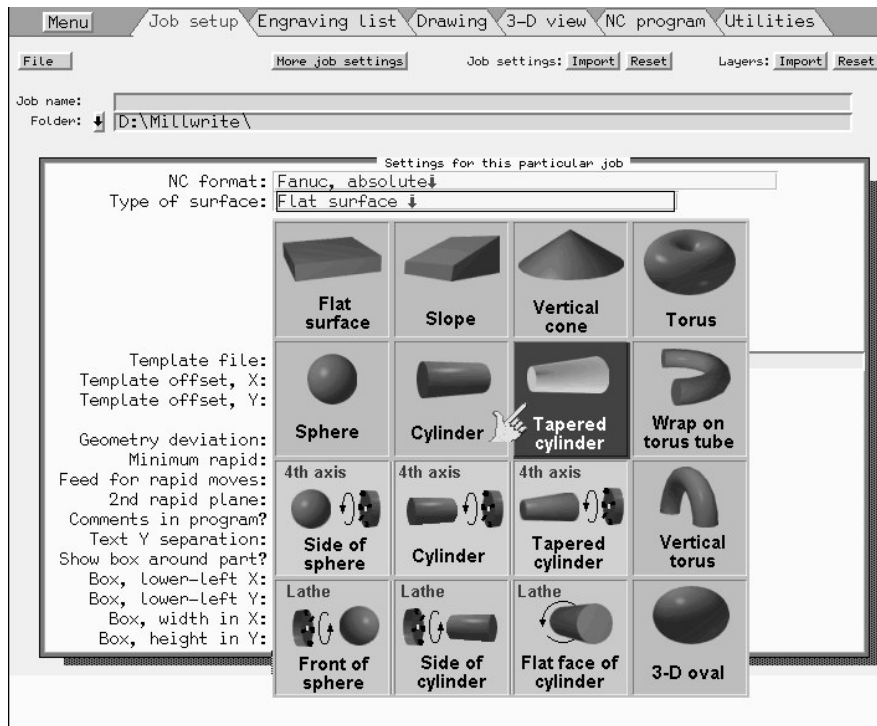 Menu
Job setup
Engraving list
Drawing
3-D view
NC program
Utilities
File
More job settings
Job settings: Import Reset
Layers: Import Reset
Job name:
Folder: D:\Millwrite\
Settings for this particular job
NC format: Fanuc, absolute
Type of surface: Flat surface
Flat
surface
Slope
Vertical
cone
Torus
Template file:
Template offset, X:
Template offset, Y:
Sphere
Cylinder
Tapered
cylinder
Wrap on
torus tube
Geometry deviation:
Minimum rapid:
Feed for rapid moves:
2nd rapid plane:
Comments in program?
Text Y separation:
Show box around part?
Box, lower-left X:
Box, lower-left Y:
Box, width in X:
Box, height in Y:
4th axis
Side of
sphere
4th axis
Cylinder
4th axis
Tapered
cylinder
Vertical
torus
Lathe
Front of
sphere
Lathe
Side of
cylinder
Lathe
Flat face of
cylinder
3-D oval